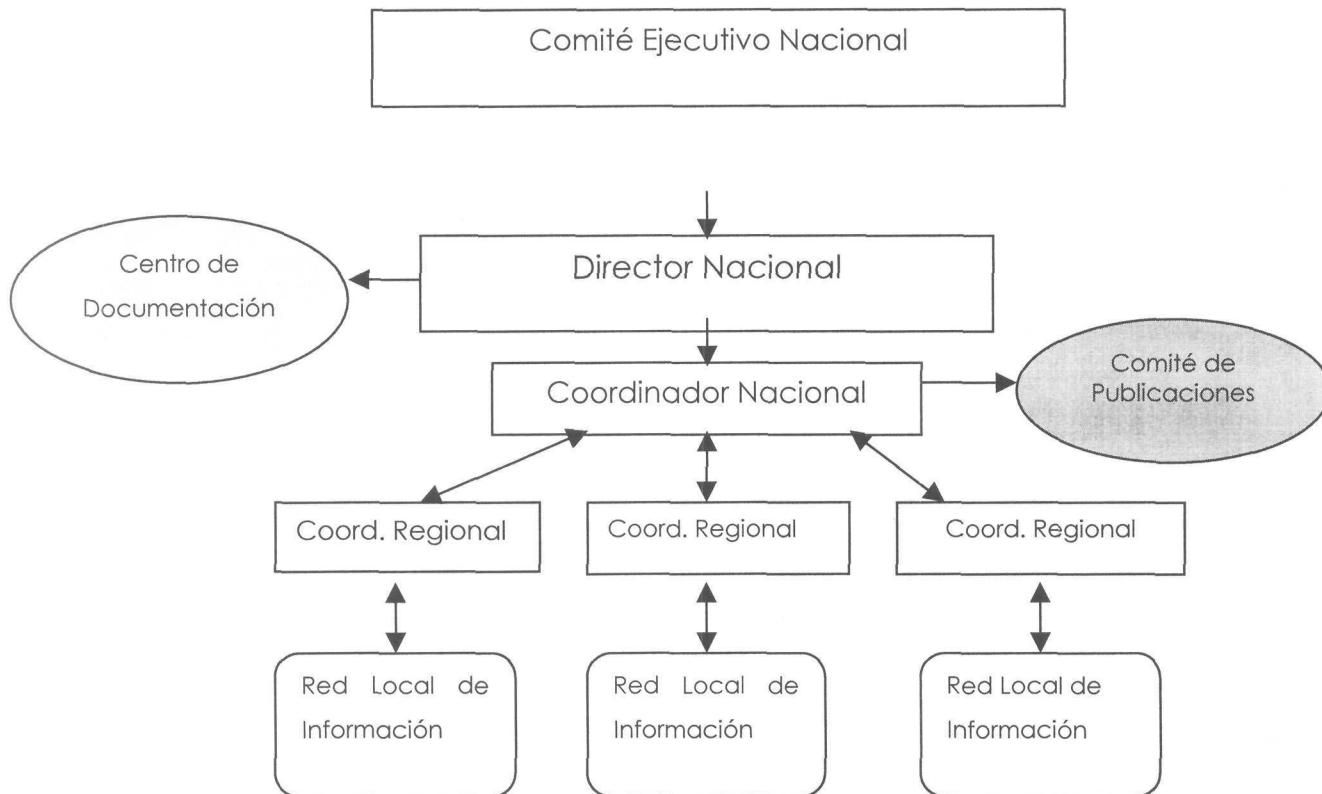 Comité Ejecutivo Nacional
Centro de
Documentación
Director Nacional
Coordinador Nacional
Comité de
Publicaciones
Coord. Regional
Coord. Regional
Coord. Regional
Red Local de
Información
Red Local de
Información
Red Local de
Información